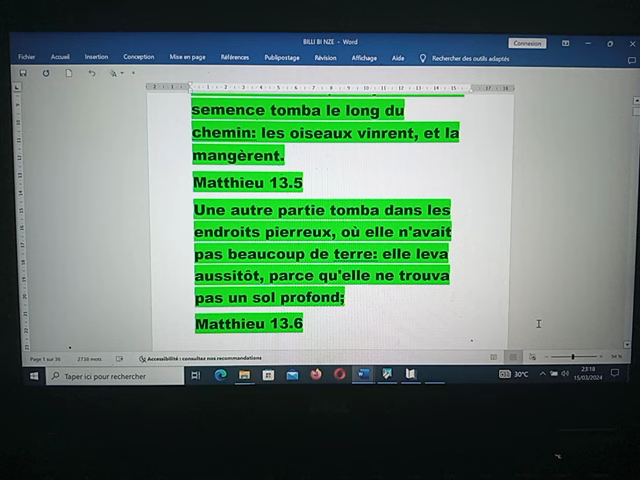 BILLI BI NZE - Word
Connexion
Fichier Accueil Insertion Conception Mise en page Références Publipostage Révision Affichage Aide Rechercher des outils adaptés
semence tomba le long du
chemin: les oiseaux vinrent, et la
mangèrent.
Matthieu 13.5
Une autre partie tomba dans les
endroits pierreux, où elle n'avait
pas beaucoup de terre: elle leva
aussitôt, parce qu'elle ne trouva
pas un sol profond;
Matthieu 13.6
Page 1 sur 36 2738 mots Accessibilité : consultez nos recommandations
Taper ici pour rechercher
30°C
23:18
15/03/2024